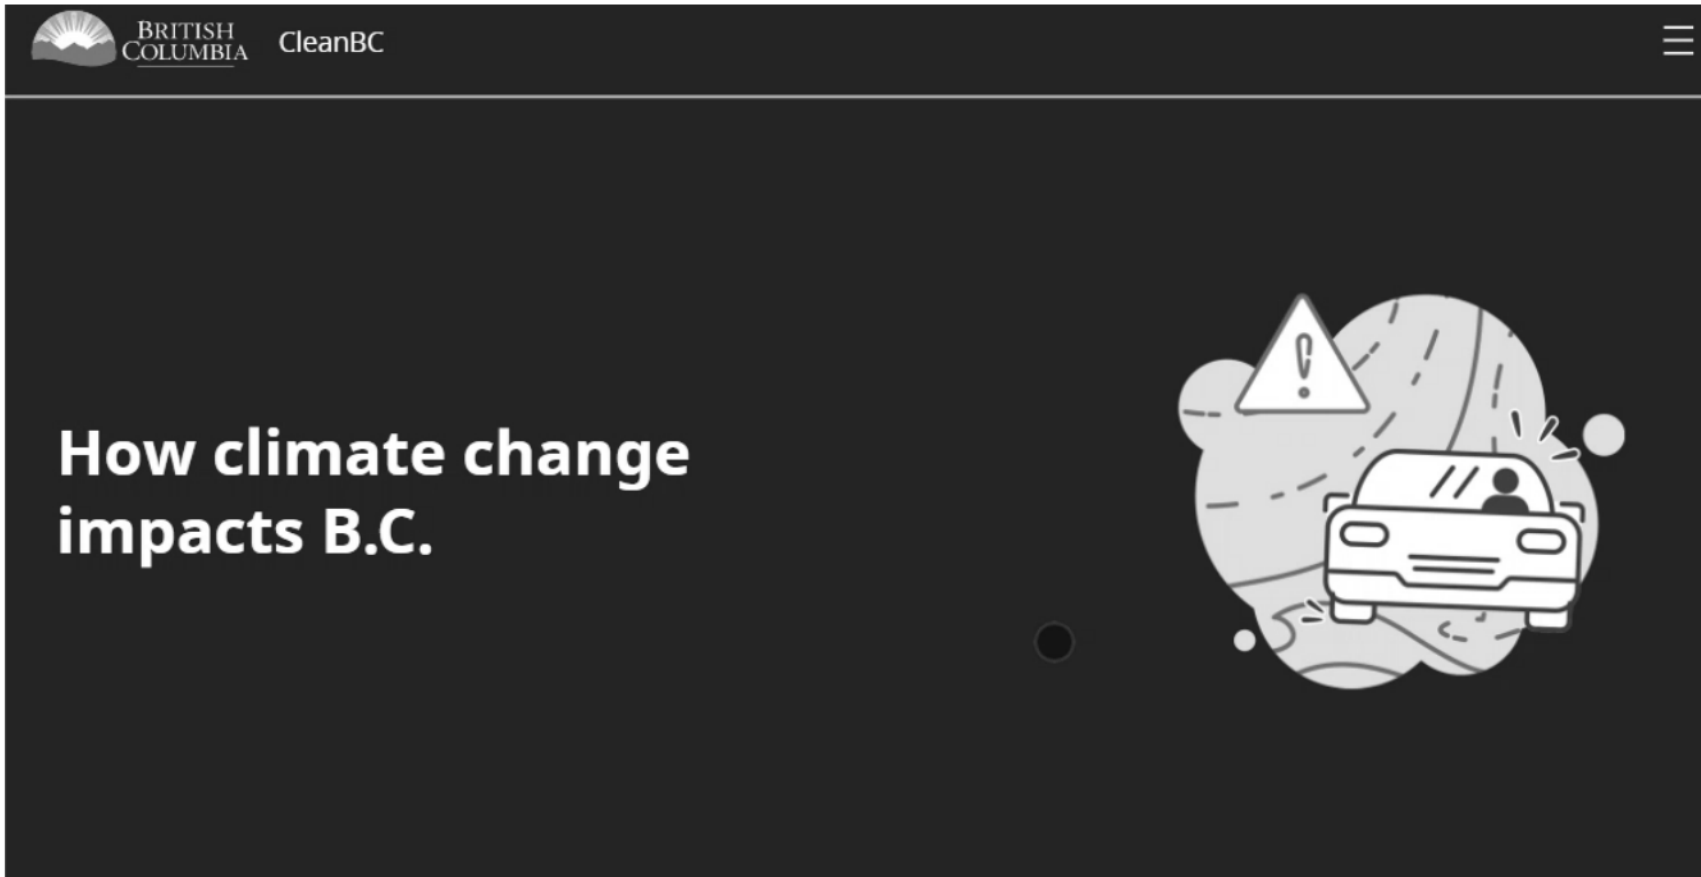 BRITISH
COLUMBIA
CleanBC
How climate change
impacts B.C.
!